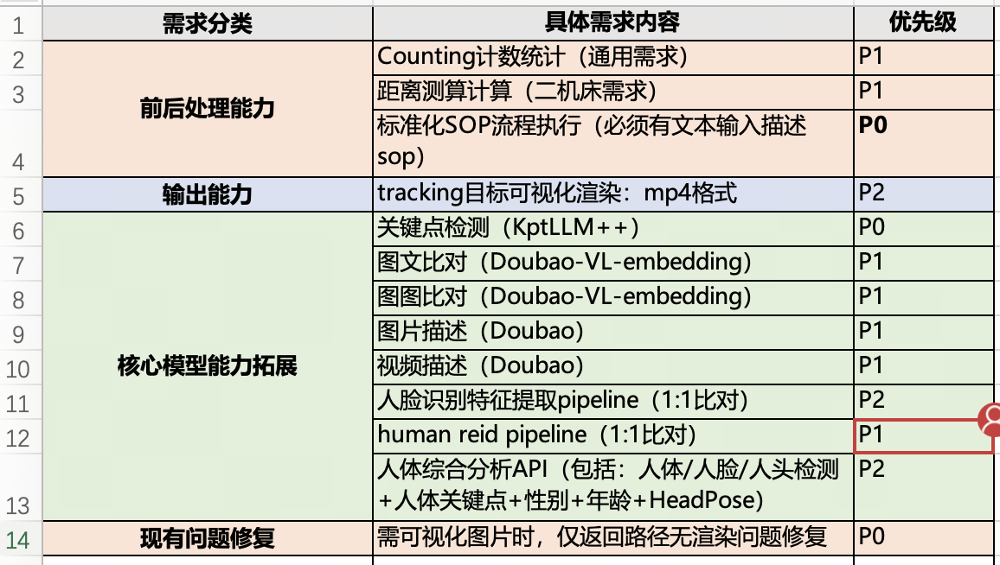 1 需求分类 具体需求内容 优先级
2 Counting计数统计（通用需求） P1
3 前后处理能力 距离测算计算（二机床需求） P1
4 标准化SOP流程执行（必须有文本输入描述 P0
sop）
5 输出能力 tracking目标可视化渲染：mp4格式 P2
6 关键点检测（KptLLM++） P0
7 图文比对（Doubao-VL-embedding） P1
8 图图比对（Doubao-VL-embedding） P1
9 图片描述（Doubao） P1
10 核心模型能力拓展 视频描述（Doubao） P1
11 人脸识别特征提取pipeline（1:1比对） P2
12 human reid pipeline（1:1比对） P1
13 人体综合分析API（包括：人体/人脸/人头检测 P2
+人体关键点+性别+年龄+HeadPose）
14 现有问题修复 需可视化图片时，仅返回路径无渲染问题修复 P0